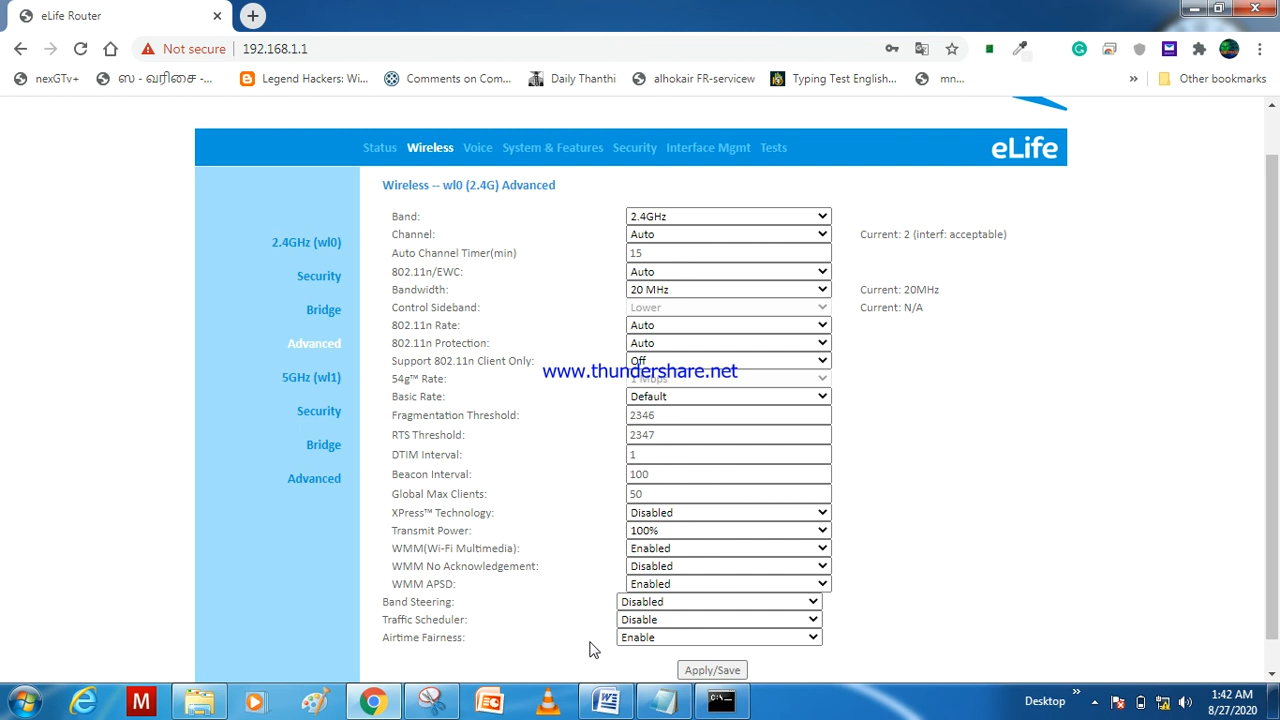 eLife Router
Not secure 192.168.1.1
nexGTv+ ஸ - வரிசை -... Legend Hackers: Wi... Comments on Com... Daily Thanthi alhokair FR-servicew Typing Test English... mn... » Other bookmarks
Status Wireless Voice System & Features Security Interface Mgmt Tests eLife
Wireless -- wl0 (2.4G) Advanced
2.4GHz (wl0)
Security
Bridge
Advanced
5GHz (wl1)
Security
Bridge
Advanced
Band: 2.4GHz
Channel: Auto Current: 2 (interf: acceptable)
Auto Channel Timer(min) 15
802.11n/EWC: Auto
Bandwidth: 20 MHz Current: 20MHz
Control Sideband: Lower Current: N/A
802.11n Rate: Auto
802.11n Protection: Auto
Support 802.11n Client Only: Off
www.thundershare.net
54g™ Rate: 1 Mbps
Basic Rate: Default
Fragmentation Threshold: 2346
RTS Threshold: 2347
DTIM Interval: 1
Beacon Interval: 100
Global Max Clients: 50
XPress™ Technology: Disabled
Transmit Power: 100%
WMM(Wi-Fi Multimedia): Enabled
WMM No Acknowledgement: Disabled
WMM APSD: Enabled
Band Steering: Disabled
Traffic Scheduler: Disable
Airtime Fairness: Enable
Apply/Save
Desktop » 1:42 AM
8/27/2020